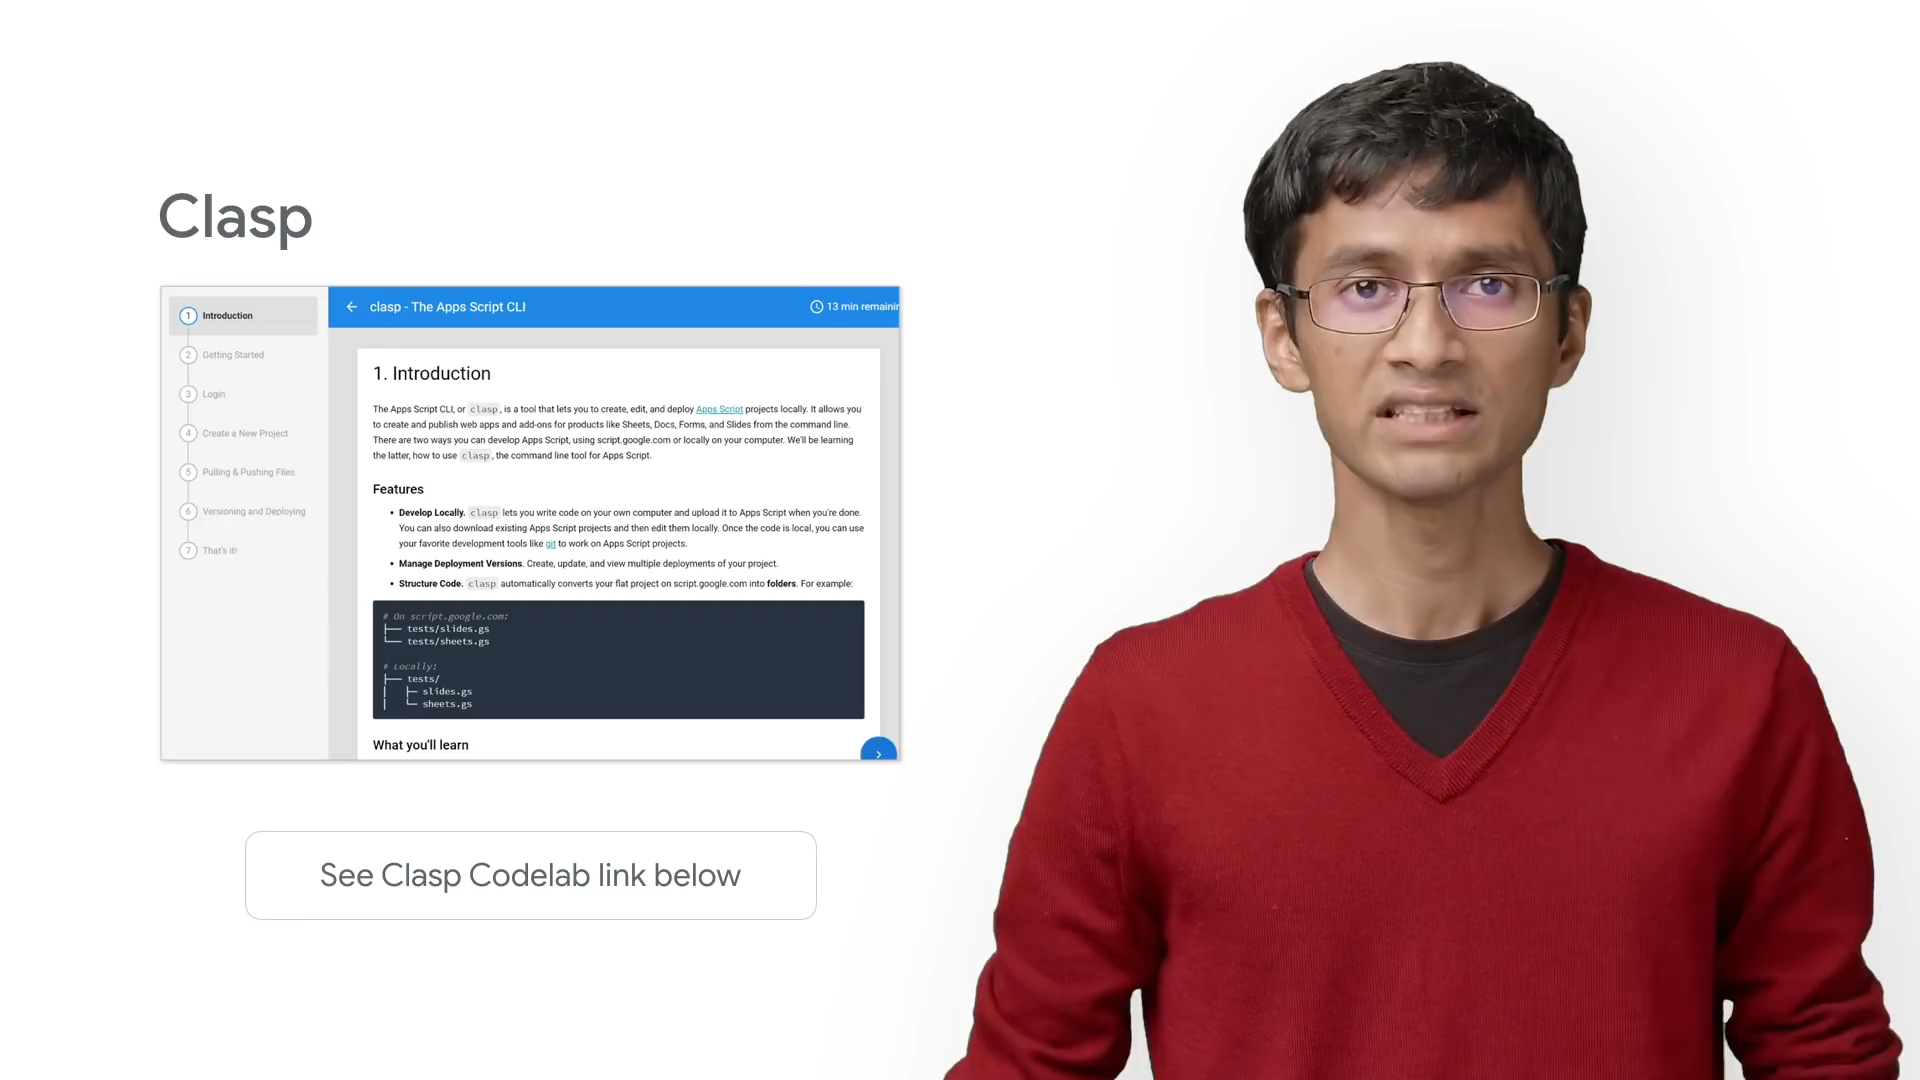 Clasp
1 Introduction
2 Getting Started
3 Login
4 Create a New Project
5 Pulling & Pushing Files
6 Versioning and Deploying
7 That's it!
clasp - The Apps Script CLI
13 min remainin
1. Introduction
The Apps Script CLI, or clasp, is a tool that lets you to create, edit, and deploy Apps Script projects locally. It allows you
to create and publish web apps and add-ons for products like Sheets, Docs, Forms, and Slides from the command line.
There are two ways you can develop Apps Script, using script.google.com or locally on your computer. We'll be learning
the latter, how to use clasp, the command line tool for Apps Script.
Features
• Develop Locally. clasp lets you write code on your own computer and upload it to Apps Script when you're done.
You can also download existing Apps Script projects and then edit them locally. Once the code is local, you can use
your favorite development tools like git to work on Apps Script projects.
• Manage Deployment Versions. Create, update, and view multiple deployments of your project.
• Structure Code. clasp automatically converts your flat project on script.google.com into folders. For example:
# On script.google.com:
├── tests/slides.gs
└── tests/sheets.gs
# Locally:
├── tests/
│   ├─ slides.gs
│   └─ sheets.gs
What you'll learn
See Clasp Codelab link below